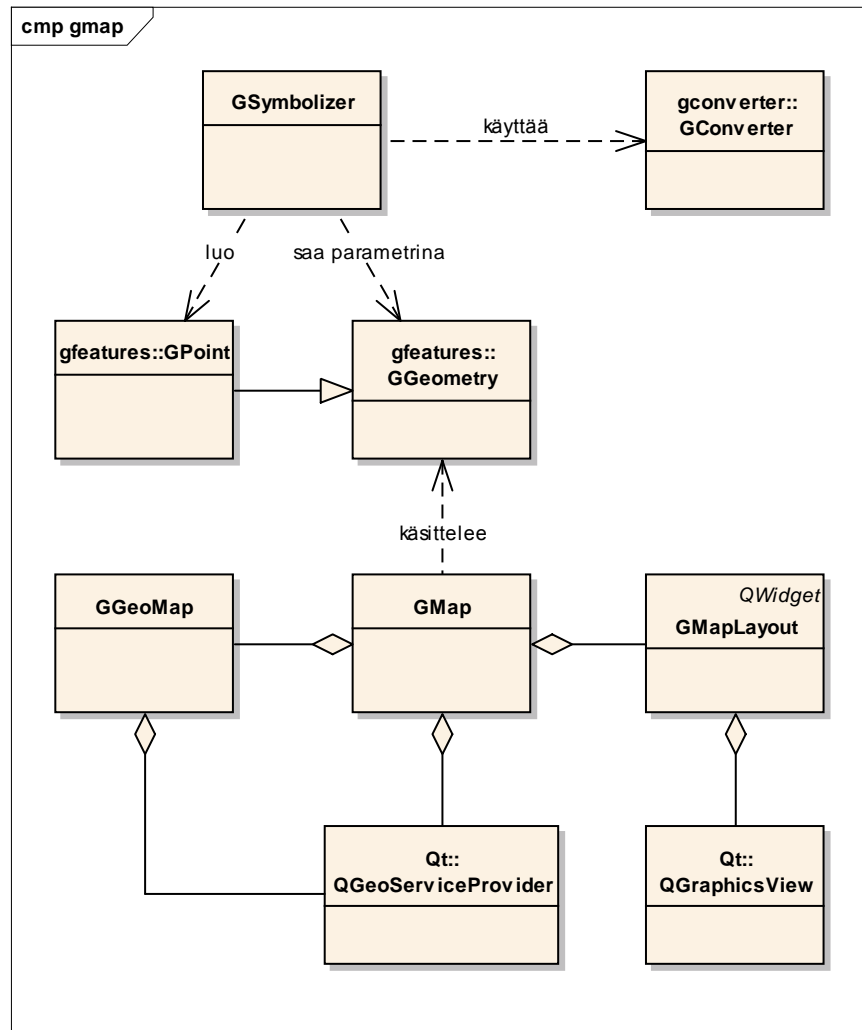 cmp gmap
GSymbolizer
gconverter::
GConverter
käyttää
luo
saa parametrina
gfeatures::GPoint
gfeatures::
GGeometry
käsittelee
GGeoMap
GMap
QWidget
GMapLayout
Qt::
QGeoServiceProvider
Qt::
QGraphicsView